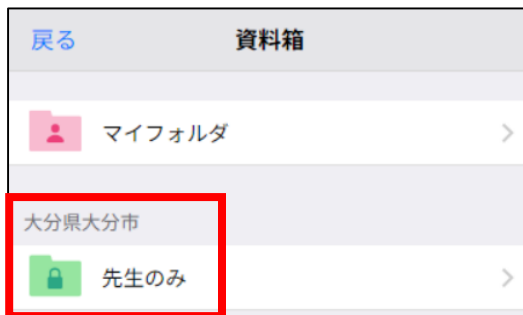 戻る 資料箱
マイフォルダ
大分県大分市
先生のみ